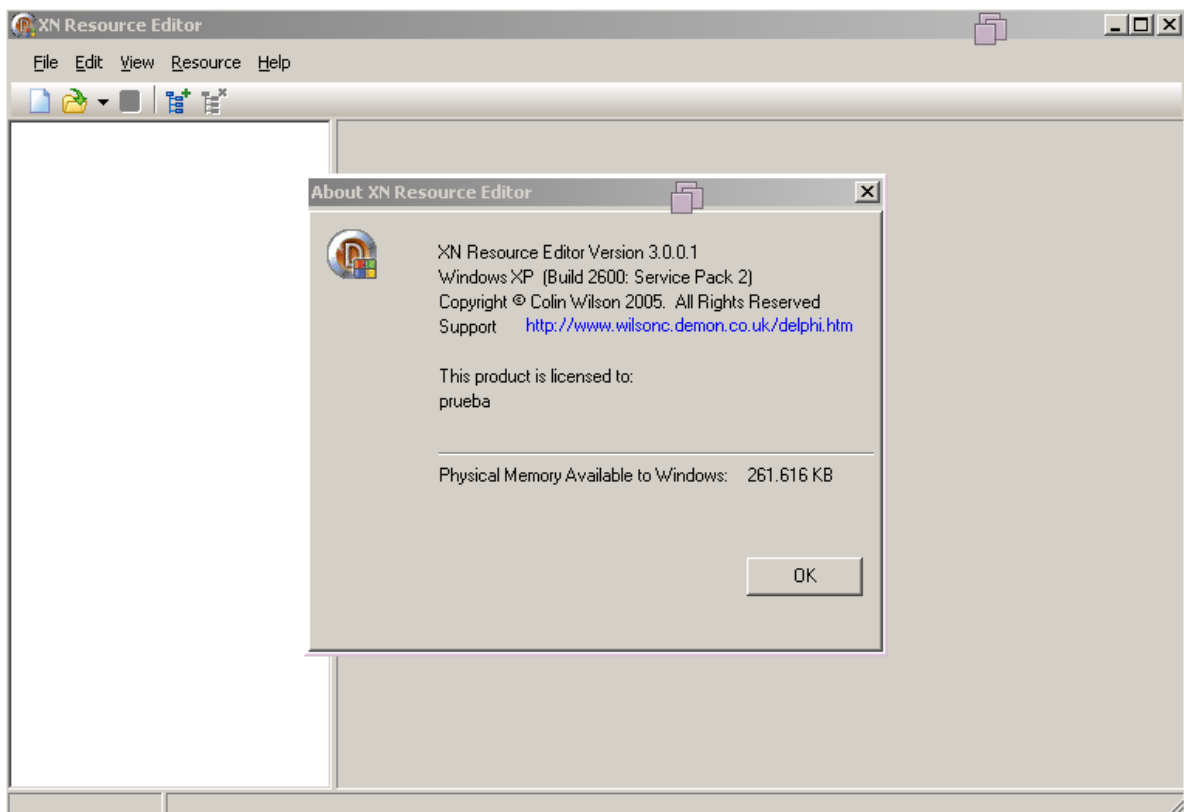 XN Resource Editor
File Edit View Resource Help
About XN Resource Editor
XN Resource Editor Version 3.0.0.1
Windows XP (Build 2600: Service Pack 2)
Copyright © Colin Wilson 2005. All Rights Reserved
Support http://www.wilsonc.demon.co.uk/delphi.htm
This product is licensed to:
prueba
Physical Memory Available to Windows: 261.616 KB
OK